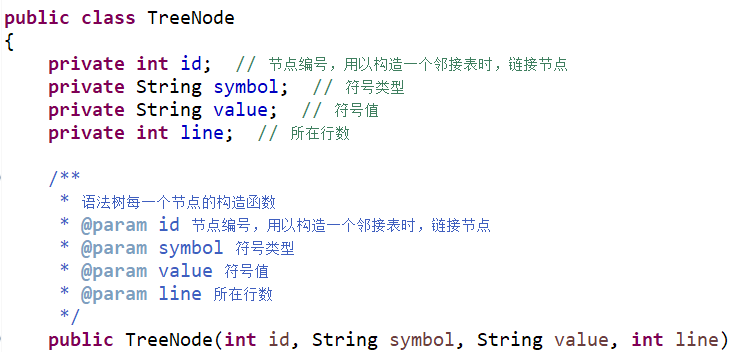 public class TreeNode
{
private int id;  // 节点编号，用以构造一个邻接表时，链接节点
private String symbol;  // 符号类型
private String value;  // 符号值
private int line;  // 所在行数
/**
* 语法树每一个节点的构造函数
* @param id 节点编号，用以构造一个邻接表时，链接节点
* @param symbol 符号类型
* @param value 符号值
* @param line 所在行数
*/
public TreeNode(int id, String symbol, String value, int line)